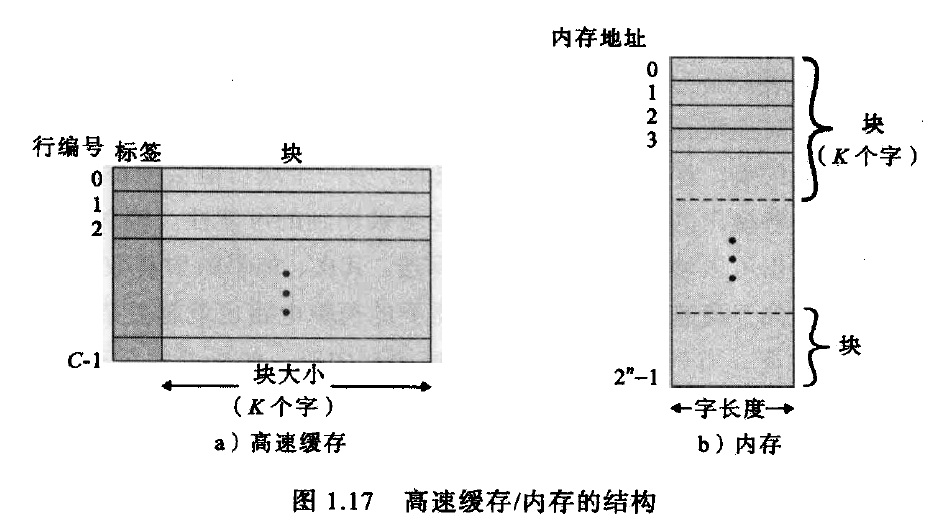 行编号 标签 块
0
1
2
C-1
块大小
（K个字）
a）高速缓存
内存地址
0
1
2
3
块
（K个字）
块
2ⁿ-1
字长度
b）内存
图 1.17 高速缓存/内存的结构